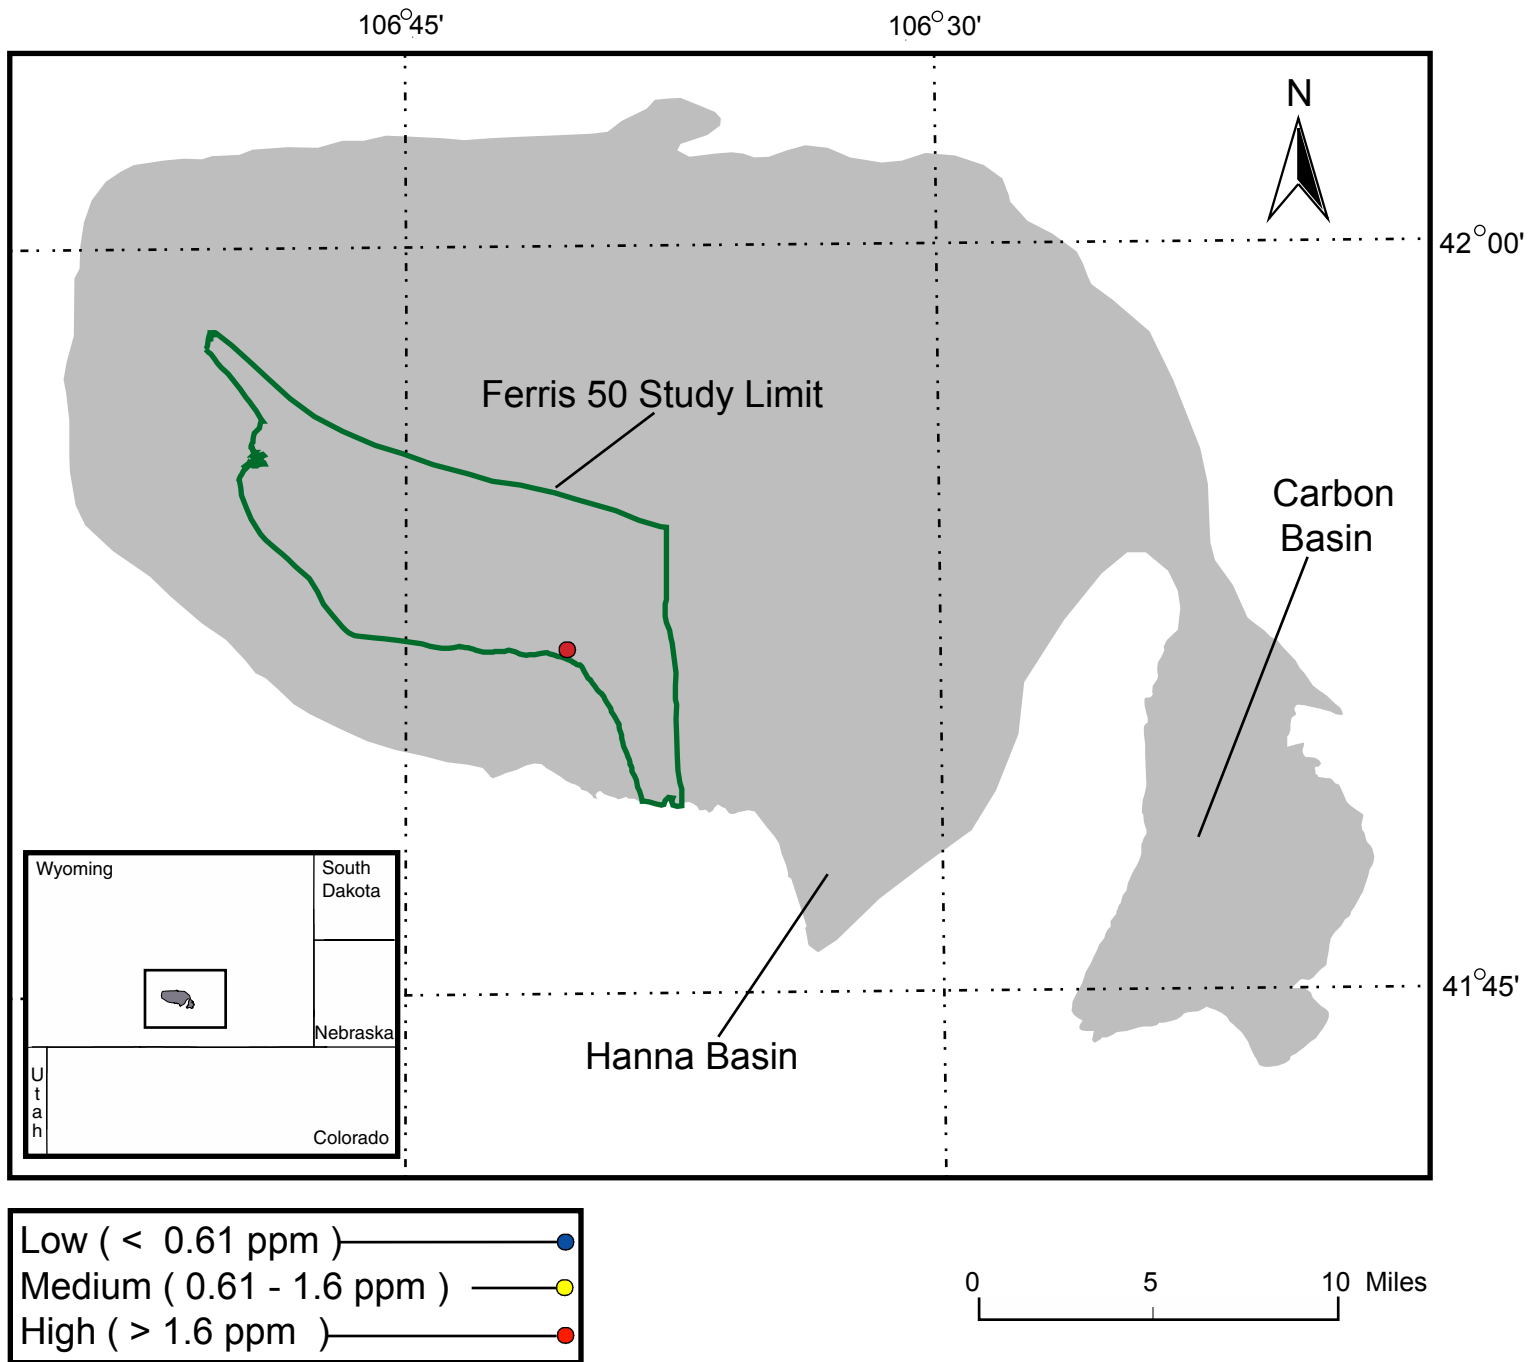 106°45'
106°30'
N
42°00'
Ferris 50 Study Limit
Carbon
Basin
41°45'
Hanna Basin
Wyoming
South
Dakota
Nebraska
Utah
Colorado
Low ( < 0.61 ppm )
Medium ( 0.61 - 1.6 ppm )
High ( > 1.6 ppm )
0 5 10 Miles